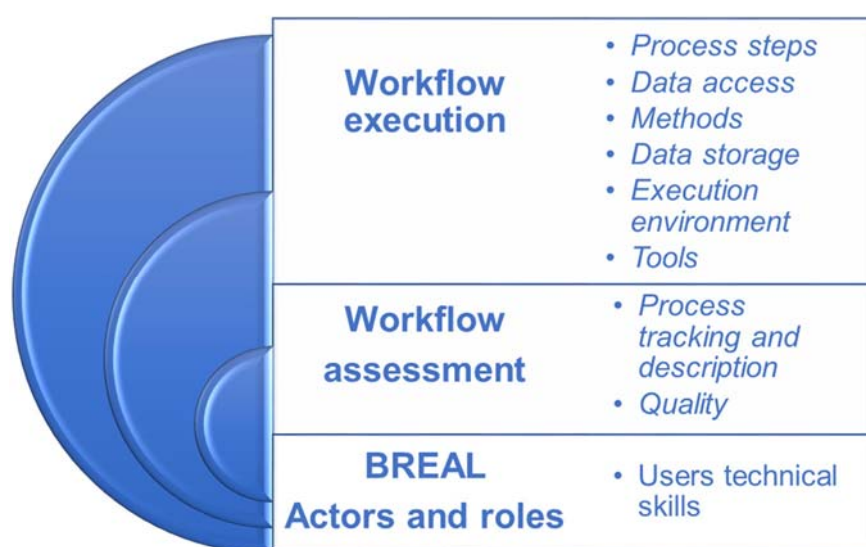 Workflow
execution
• Process steps
• Data access
• Methods
• Data storage
• Execution
environment
• Tools
Workflow
assessment
• Process
tracking and
description
• Quality
BREAL
Actors and roles
• Users technical
skills